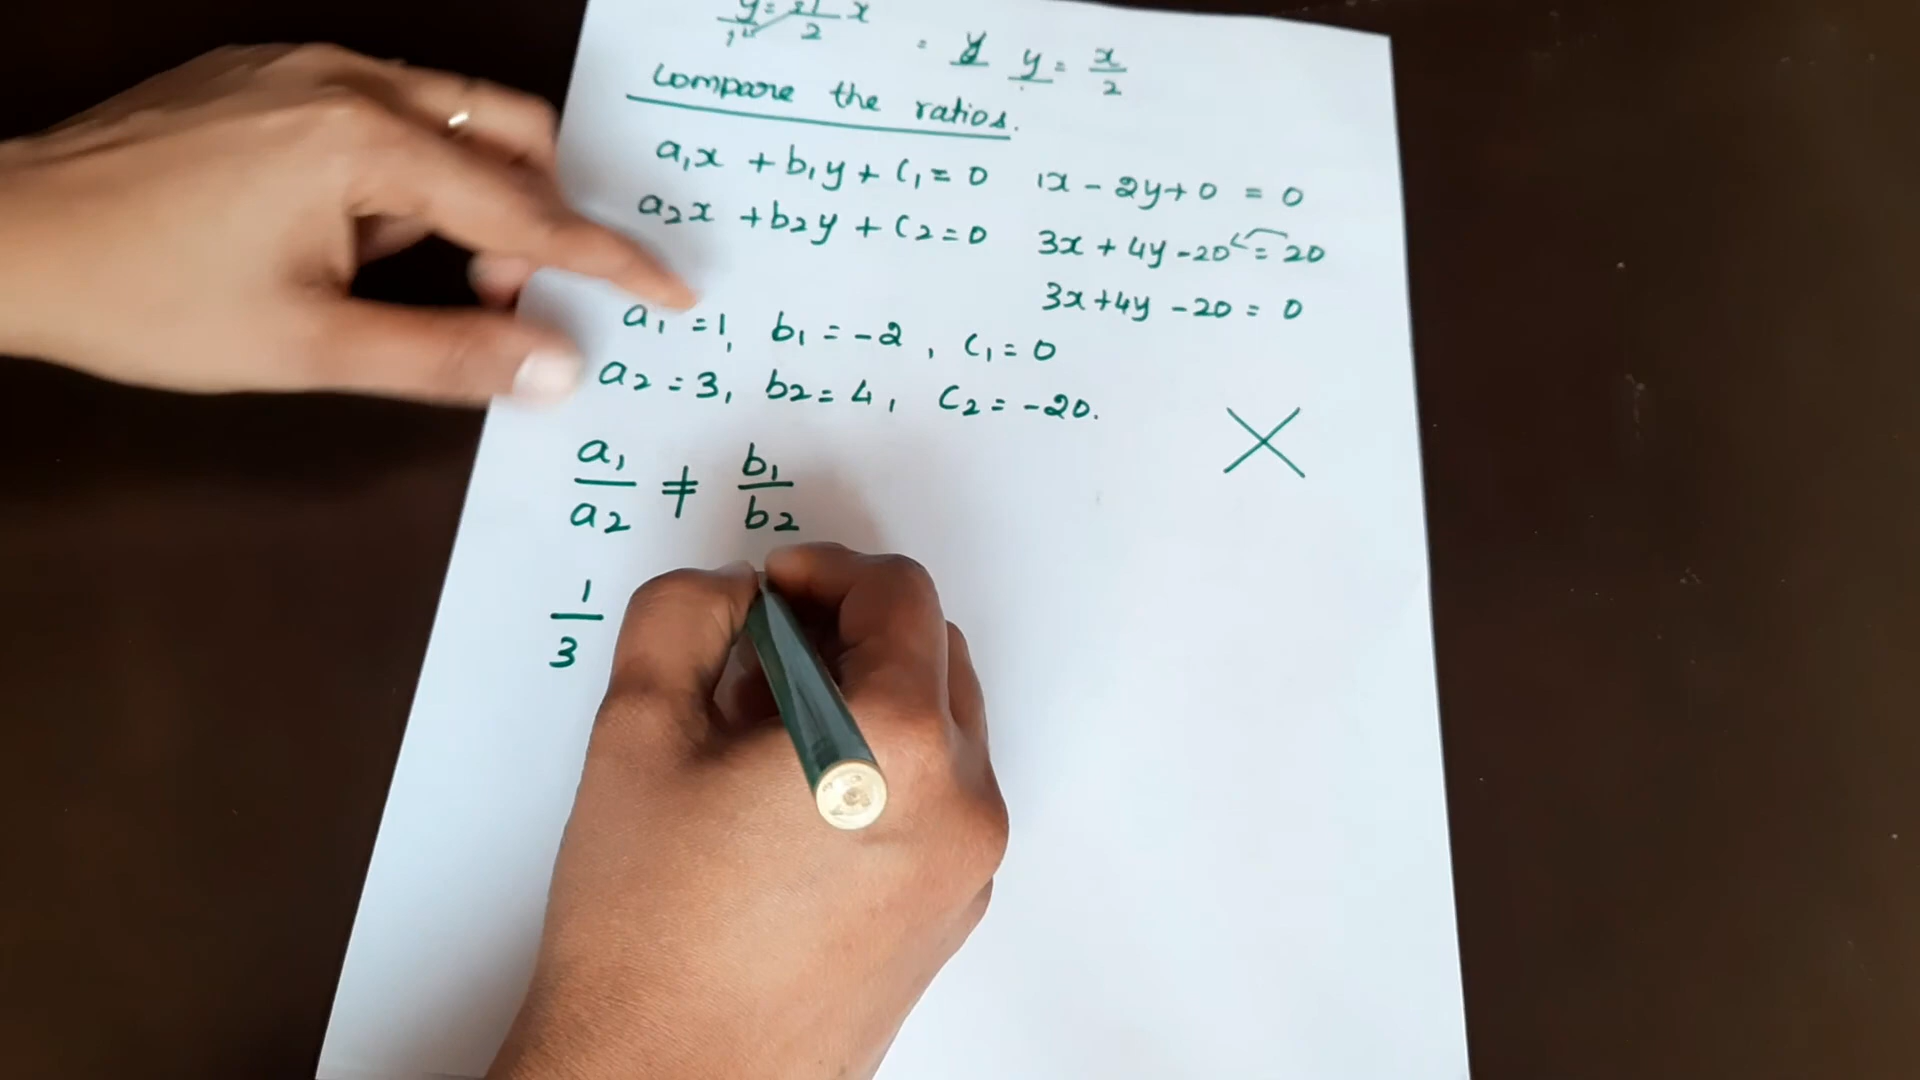 = y y = x/2
compare the ratios.
a₁x + b₁y + c₁ = 0    1x - 2y + 0 = 0
a₂x + b₂y + c₂ = 0    3x + 4y - 20 = 20
3x + 4y - 20 = 0
a₁ = 1, b₁ = -2, c₁ = 0
a₂ = 3, b₂ = 4, c₂ = -20.
a₁/a₂ ≠ b₁/b₂
1/3